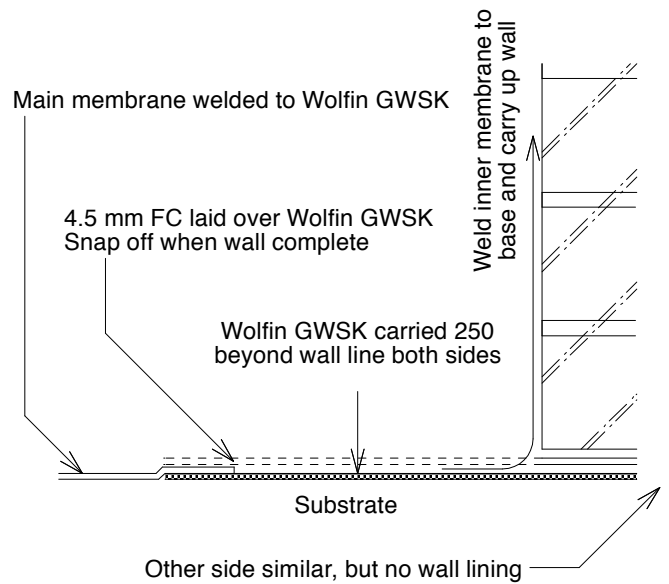 Weld inner membrane to
base and carry up wall
Main membrane welded to Wolfin GWSK
4.5 mm FC laid over Wolfin GWSK
Snap off when wall complete
Wolfin GWSK carried 250
beyond wall line both sides
Substrate
Other side similar, but no wall lining